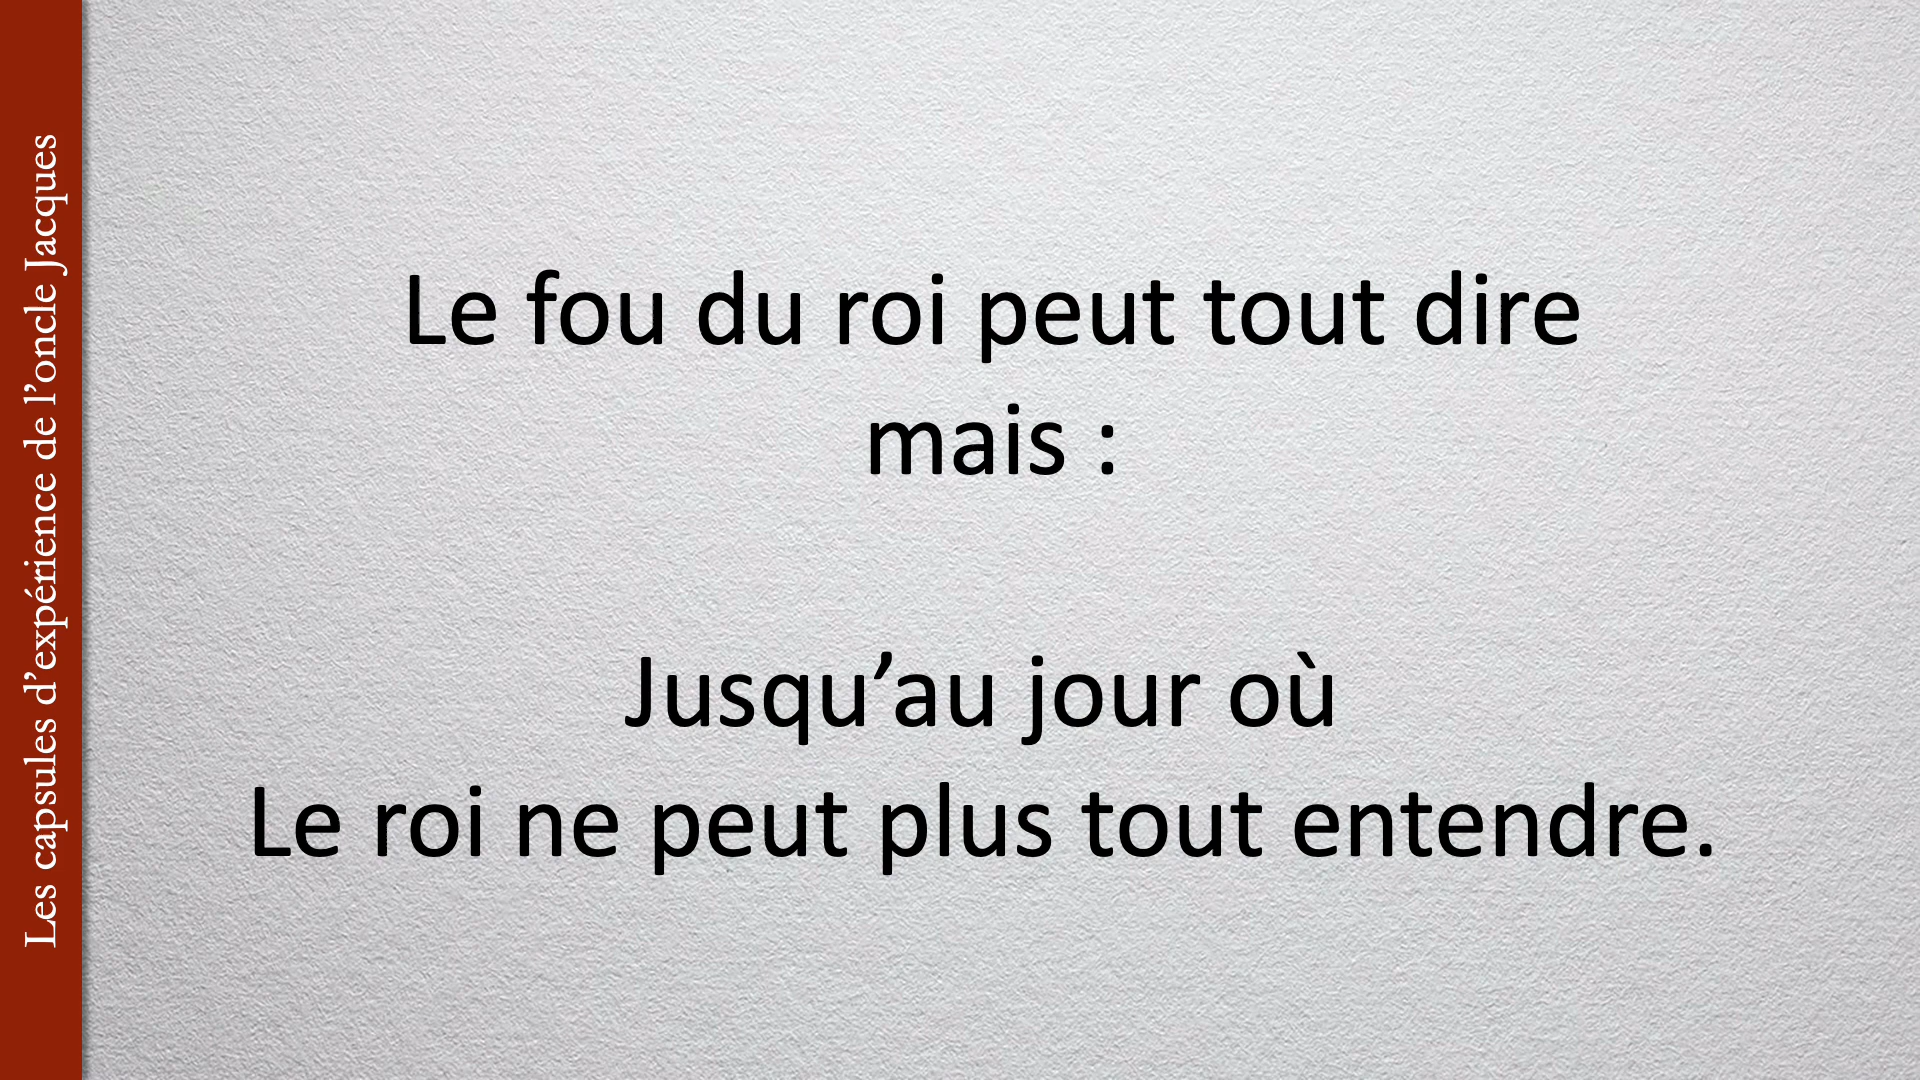 Les capsules d’expérience de l’oncle Jacques
Le fou du roi peut tout dire
mais :
Jusqu’au jour où
Le roi ne peut plus tout entendre.